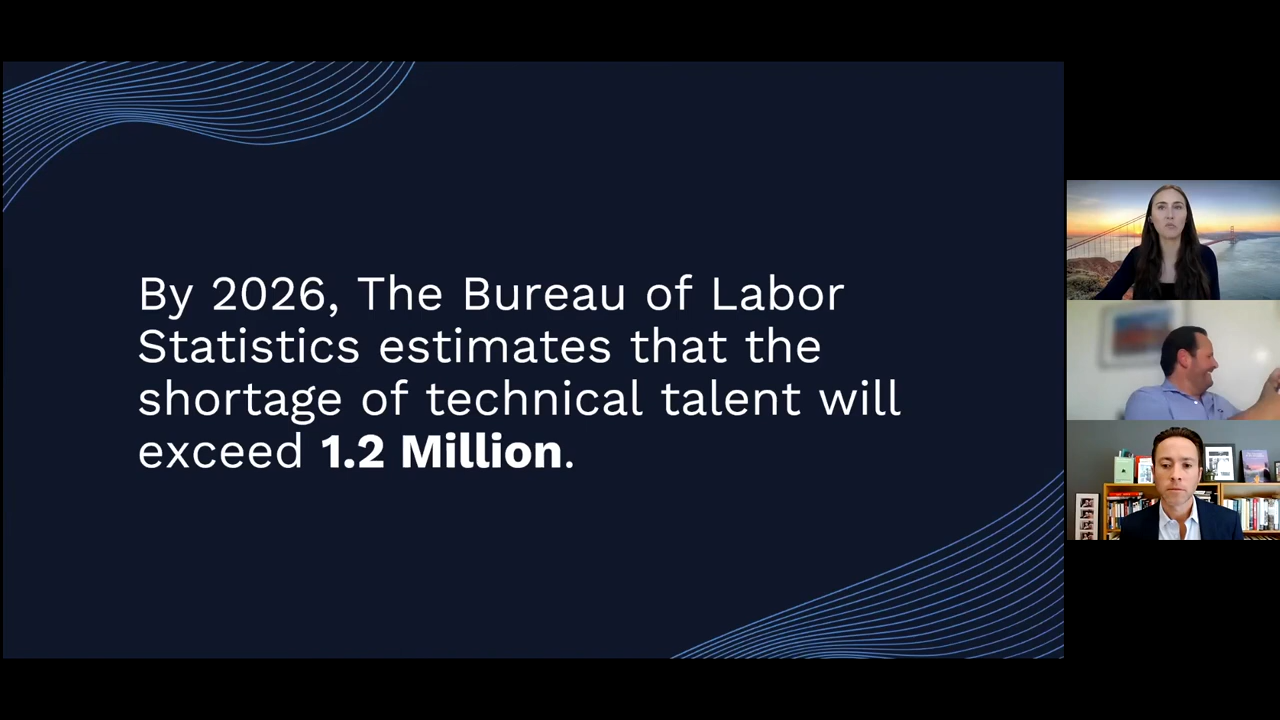 By 2026, The Bureau of Labor
Statistics estimates that the
shortage of technical talent will
exceed 1.2 Million.